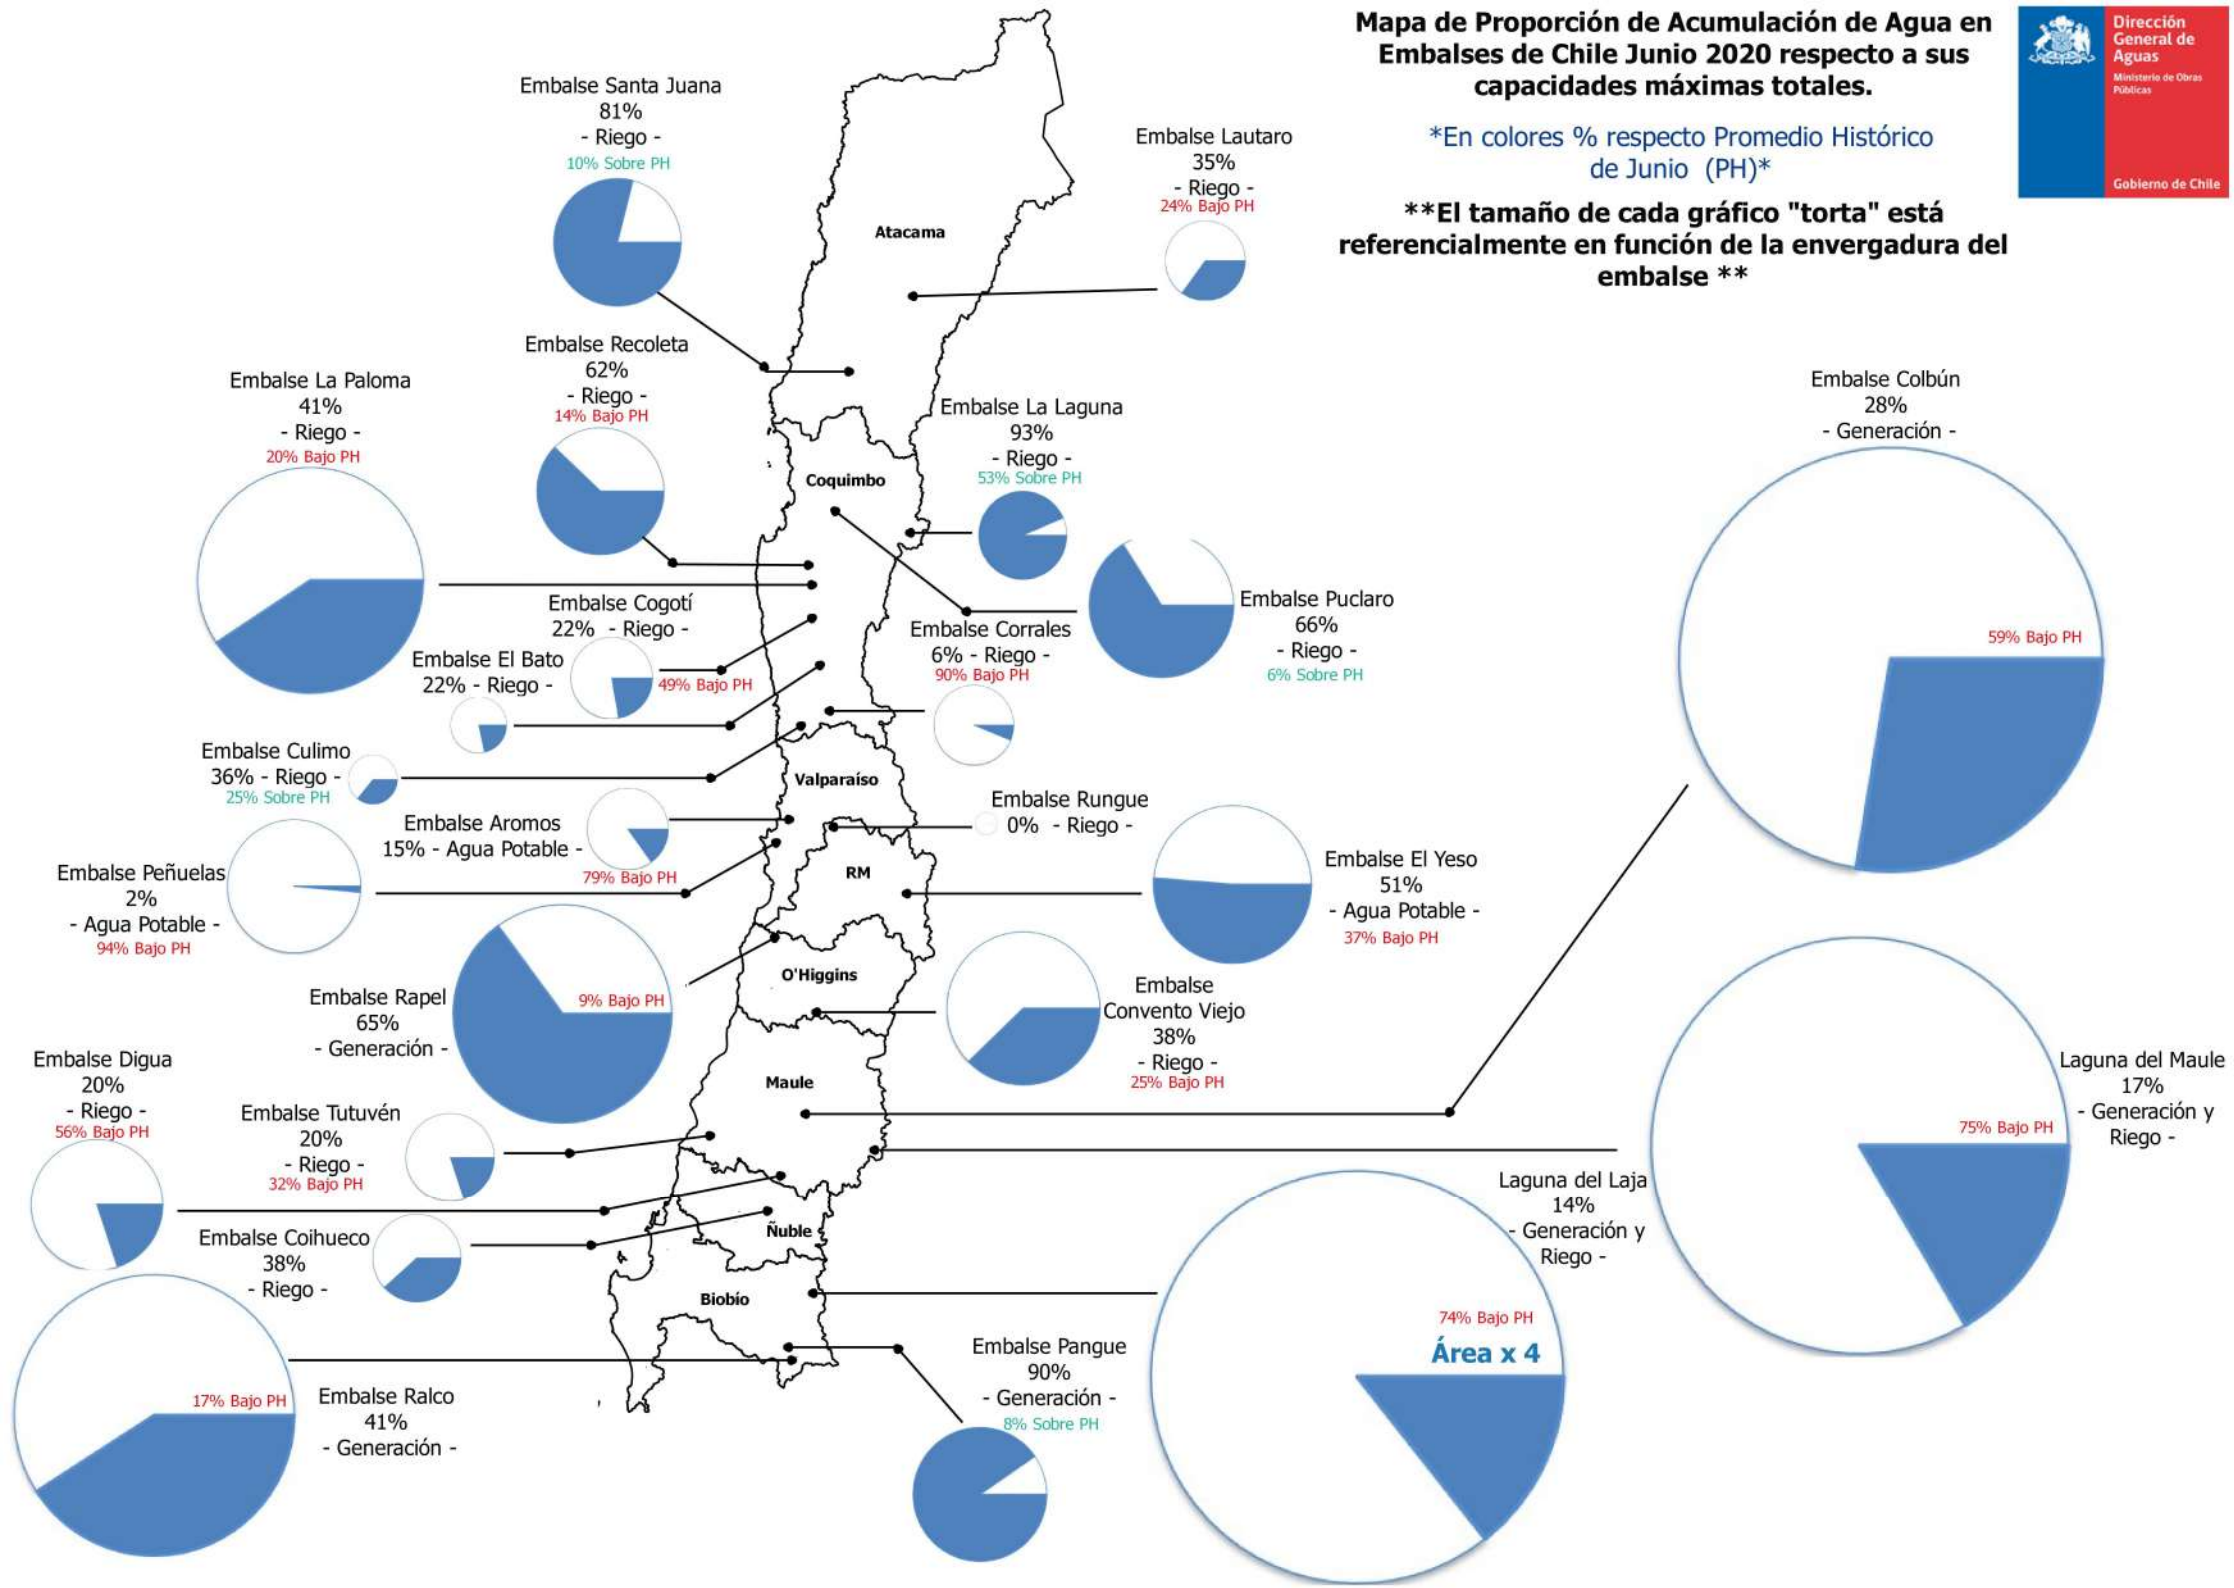 Mapa de Proporción de Acumulación de Agua en
Embalses de Chile Junio 2020 respecto a sus
capacidades máximas totales.
*En colores % respecto Promedio Histórico
de Junio (PH)*
**El tamaño de cada gráfico "torta" está
referencialmente en función de la envergadura del
embalse **
Dirección
General de
Aguas
Ministerio de Obras
Públicas
Gobierno de Chile
Embalse Santa Juana
81%
- Riego -
10% Sobre PH
Embalse Lautaro
35%
- Riego -
24% Bajo PH
Atacama
Embalse Recoleta
62%
- Riego -
14% Bajo PH
Embalse La Paloma
41%
- Riego -
20% Bajo PH
Embalse La Laguna
93%
- Riego -
53% Sobre PH
Coquimbo
Embalse Colbún
28%
- Generación -
59% Bajo PH
Embalse Cogotí
22% - Riego -
49% Bajo PH
Embalse Puclaro
66%
- Riego -
6% Sobre PH
Embalse Corrales
6% - Riego -
90% Bajo PH
Embalse El Bato
22% - Riego -
Embalse Culimo
36% - Riego -
25% Sobre PH
Valparaíso
Embalse Rungue
0% - Riego -
Embalse Aromos
15% - Agua Potable -
79% Bajo PH
Embalse Peñuelas
2%
- Agua Potable -
94% Bajo PH
RM
Embalse El Yeso
51%
- Agua Potable -
37% Bajo PH
O'Higgins
Embalse Rapel
65%
- Generación -
9% Bajo PH
Embalse
Convento Viejo
38%
- Riego -
25% Bajo PH
Embalse Digua
20%
- Riego -
56% Bajo PH
Maule
Laguna del Maule
17%
- Generación y
Riego -
75% Bajo PH
Embalse Tutuvén
20%
- Riego -
32% Bajo PH
Laguna del Laja
14%
- Generación y
Riego -
74% Bajo PH
Área x 4
Embalse Coihueco
38%
- Riego -
Ñuble
Biobío
Embalse Pangue
90%
- Generación -
8% Sobre PH
17% Bajo PH
Embalse Ralco
41%
- Generación -